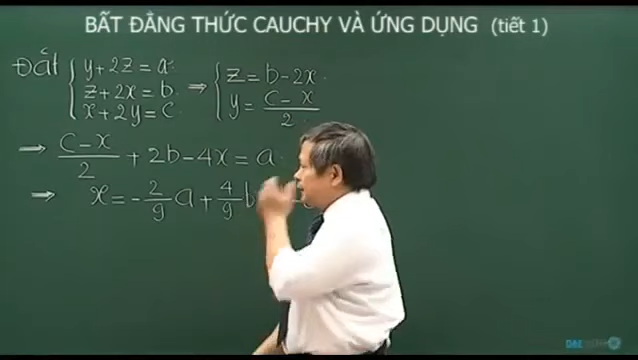 BẤT ĐẲNG THỨC CAUCHY VÀ ỨNG DỤNG (tiết 1)
Đặt { y + 2z = a; z + 2x = b; x + 2y = c ⇒ { z = b - 2x; y = (c - x)/2
⇒ (c - x)/2 + 2b - 4x = a
⇒ x = -2/9 a + 4/9 b